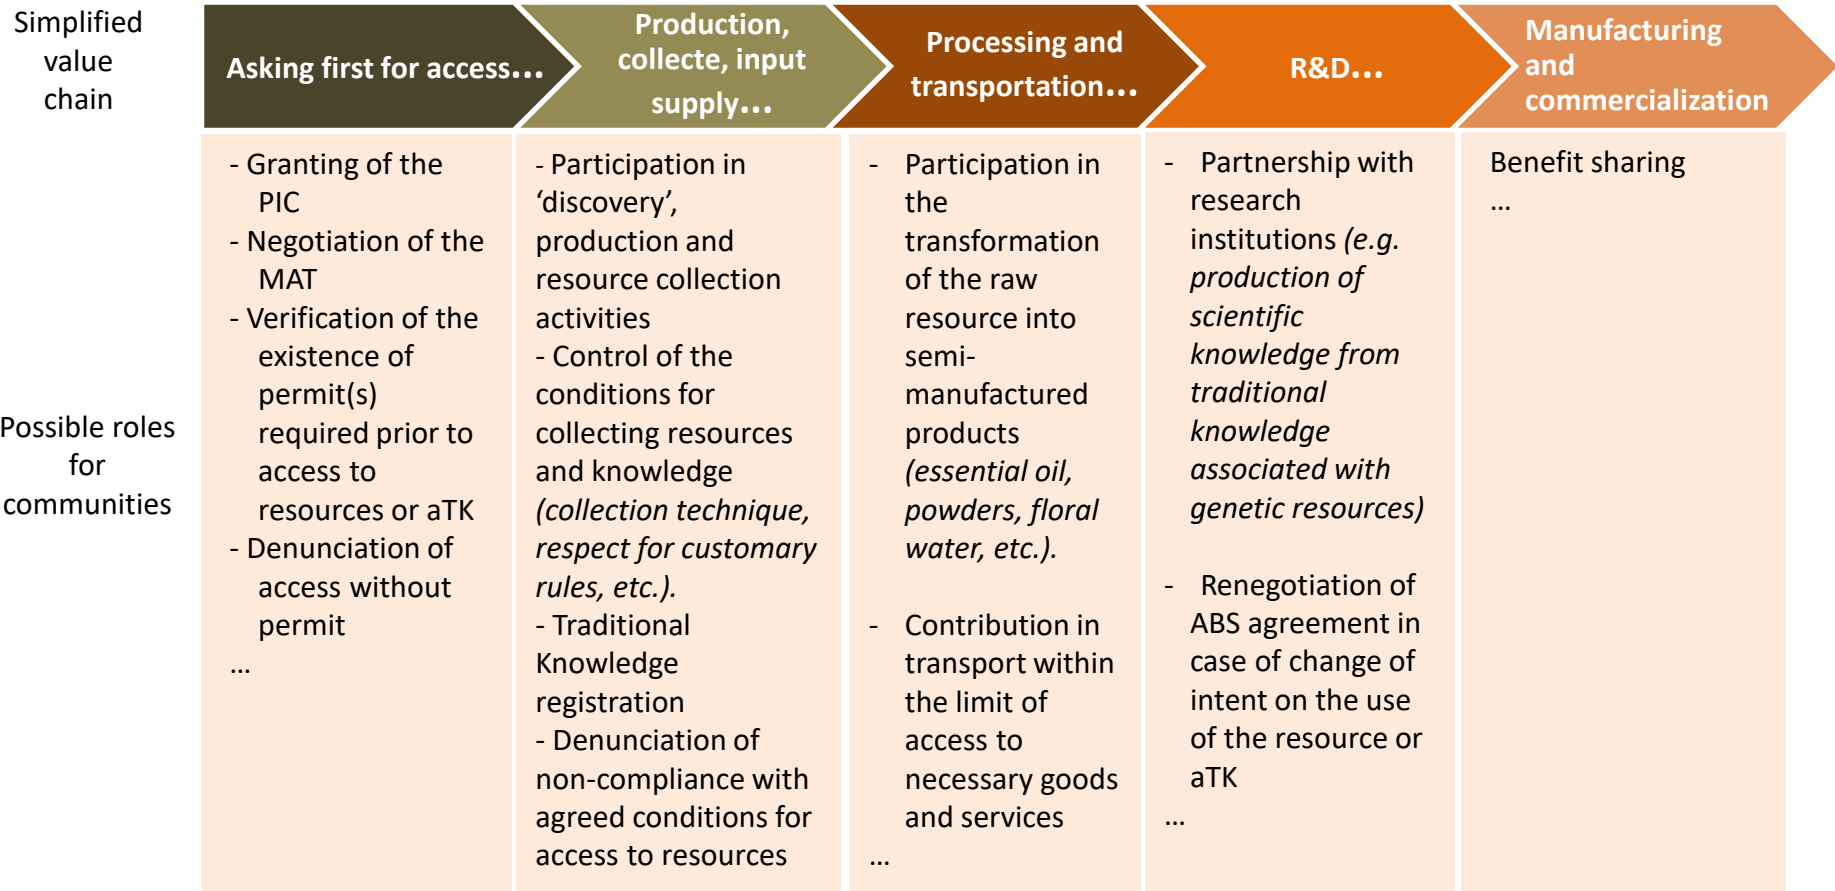 Simplified
value
chain
Asking first for access...
Production,
collecte, input
supply...
Processing and
transportation...
R&D...
Manufacturing
and
commercialization
Possible roles
for
communities
- Granting of the
PIC
- Negotiation of the
MAT
- Verification of the
existence of
permit(s)
required prior to
access to
resources or aTK
- Denunciation of
access without
permit
...
- Participation in
‘discovery’,
production and
resource collection
activities
- Control of the
conditions for
collecting resources
and knowledge
(collection technique,
respect for customary
rules, etc.).
- Traditional
Knowledge
registration
- Denunciation of
non-compliance with
agreed conditions for
access to resources
- Participation in
the
transformation
of the raw
resource into
semi-
manufactured
products
(essential oil,
powders, floral
water, etc.).
- Contribution in
transport within
the limit of
access to
necessary goods
and services
...
- Partnership with
research
institutions (e.g.
production of
scientific
knowledge from
traditional
knowledge
associated with
genetic resources)
- Renegotiation of
ABS agreement in
case of change of
intent on the use
of the resource or
aTK
...
Benefit sharing
...